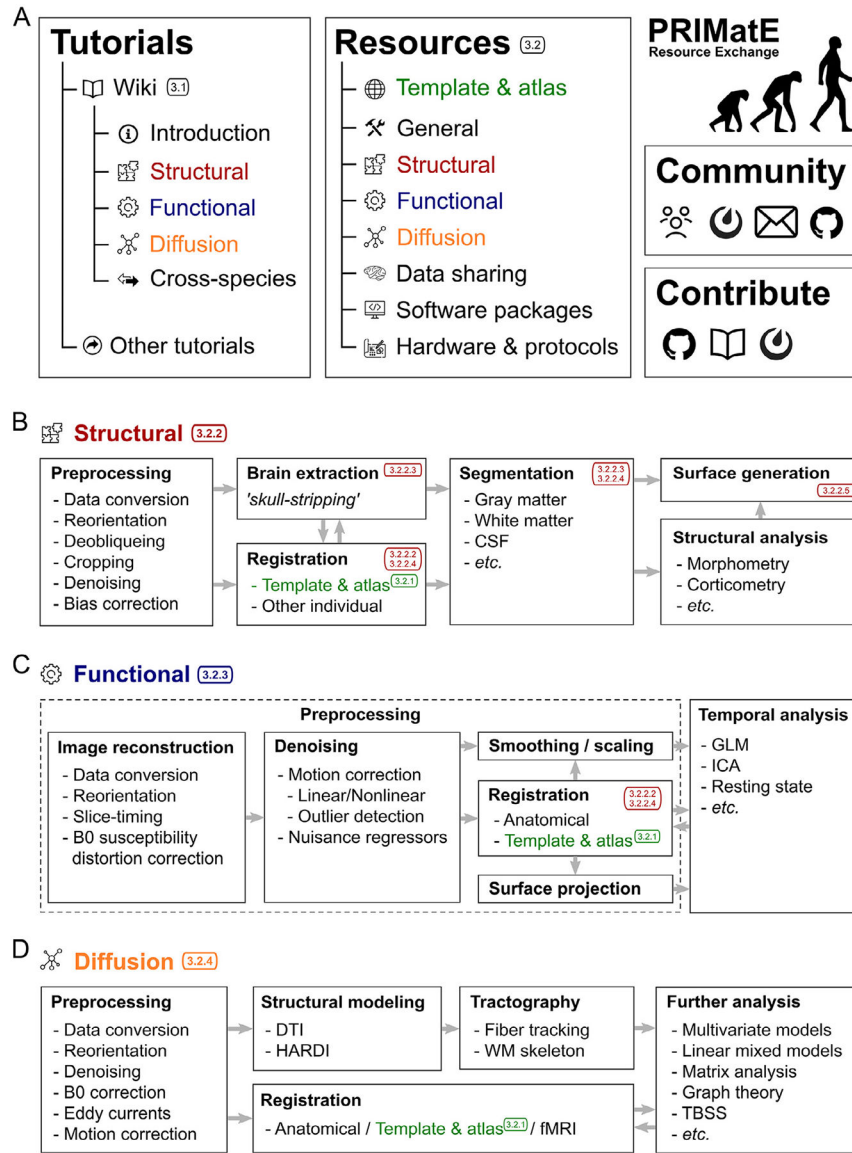 A
Tutorials
Wiki 3.1
Introduction
Structural
Functional
Diffusion
Cross-species
Other tutorials
Resources 3.2
Template & atlas
General
Structural
Functional
Diffusion
Data sharing
Software packages
Hardware & protocols
PRIMatE
Resource Exchange
Community
Contribute
B
Structural 3.2.2
Preprocessing
- Data conversion
- Reorientation
- Deobliqueing
- Cropping
- Denoising
- Bias correction
Brain extraction 3.2.2.3
'skull-stripping'
Registration 3.2.2.2
3.2.2.4
- Template & atlas 3.2.1
- Other individual
Segmentation 3.2.2.3
3.2.2.4
- Gray matter
- White matter
- CSF
- etc.
Surface generation
3.2.2.5
Structural analysis
- Morphometry
- Corticometry
- etc.
C
Functional 3.2.3
Preprocessing
Image reconstruction
- Data conversion
- Reorientation
- Slice-timing
- B0 susceptibility
distortion correction
Denoising
- Motion correction
- Linear/Nonlinear
- Outlier detection
- Nuisance regressors
Smoothing / scaling
Registration 3.2.2.2
3.2.2.4
- Anatomical
- Template & atlas 3.2.1
Surface projection
Temporal analysis
- GLM
- ICA
- Resting state
- etc.
D
Diffusion 3.2.4
Preprocessing
- Data conversion
- Reorientation
- Denoising
- B0 correction
- Eddy currents
- Motion correction
Structural modeling
- DTI
- HARDI
Tractography
- Fiber tracking
- WM skeleton
Registration
- Anatomical / Template & atlas 3.2.1 / fMRI
Further analysis
- Multivariate models
- Linear mixed models
- Matrix analysis
- Graph theory
- TBSS
- etc.